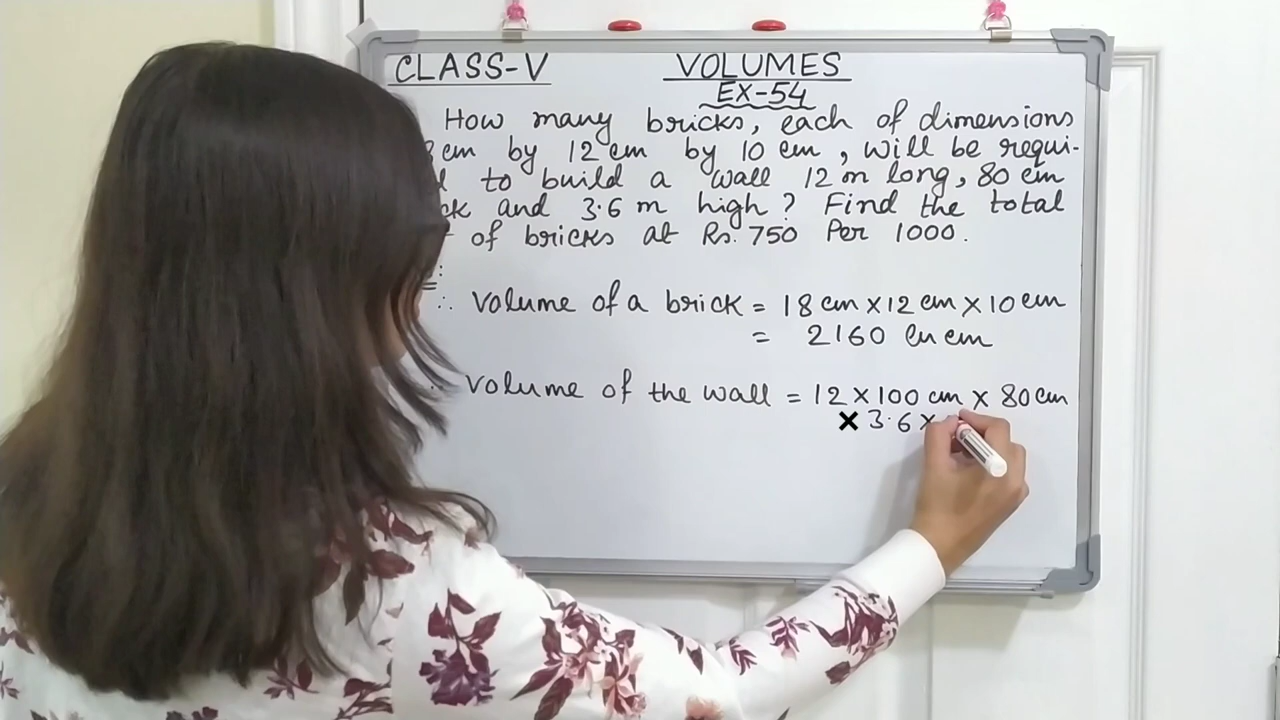 CLASS-V VOLUMES
EX-54
How many bricks, each of dimensions
cm by 12 cm by 10 cm, will be requi-
to build a wall 12 m long, 80 cm
and 3.6 m high? Find the total
of bricks at Rs. 750 Per 1000.
:
∴ Volume of a brick = 18 cm × 12 cm × 10 cm
= 2160 cu cm
Volume of the wall = 12 × 100 cm × 80 cm
× 3.6 ×